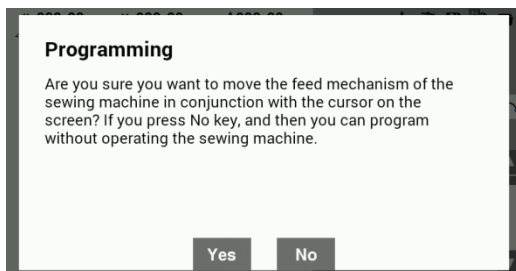 Programming
Are you sure you want to move the feed mechanism of the
sewing machine in conjunction with the cursor on the
screen? If you press No key, and then you can program
without operating the sewing machine.
Yes No